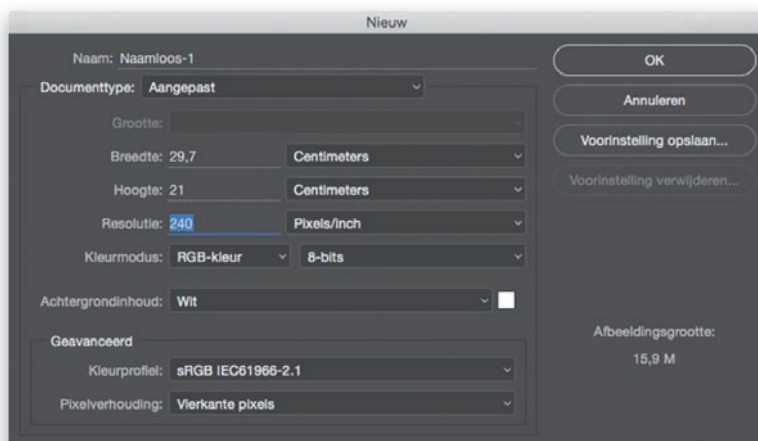 Nieuw
Naam: Naamloos-1
Documenttype: Aangepast
Grootte:
Breedte: 29,7 Centimeters
Hoogte: 21 Centimeters
Resolutie: 240 Pixels/inch
Kleurmodus: RGB-kleur 8-bits
Achtergrondinhoud: Wit
Geavanceerd
Kleurprofiel: sRGB IEC61966-2.1
Pixelverhouding: Vierkante pixels
OK
Annuleren
Voorinstelling opslaan...
Voorinstelling verwijderen...
Afbeeldingsgrootte:
15,9 M